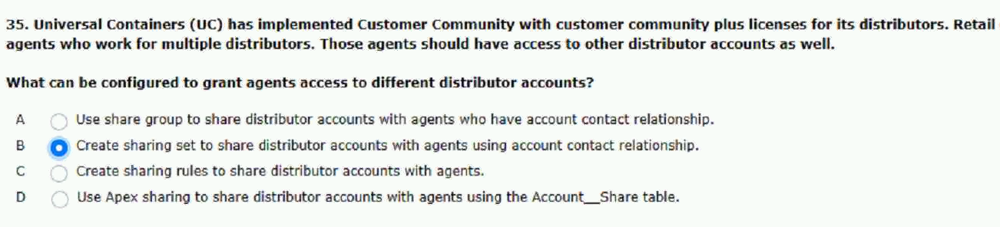 35. Universal Containers (UC) has implemented Customer Community with customer community plus licenses for its distributors. Retail
agents who work for multiple distributors. Those agents should have access to other distributor accounts as well.
What can be configured to grant agents access to different distributor accounts?
A Use share group to share distributor accounts with agents who have account contact relationship.
B Create sharing set to share distributor accounts with agents using account contact relationship.
C Create sharing rules to share distributor accounts with agents.
D Use Apex sharing to share distributor accounts with agents using the Account__Share table.